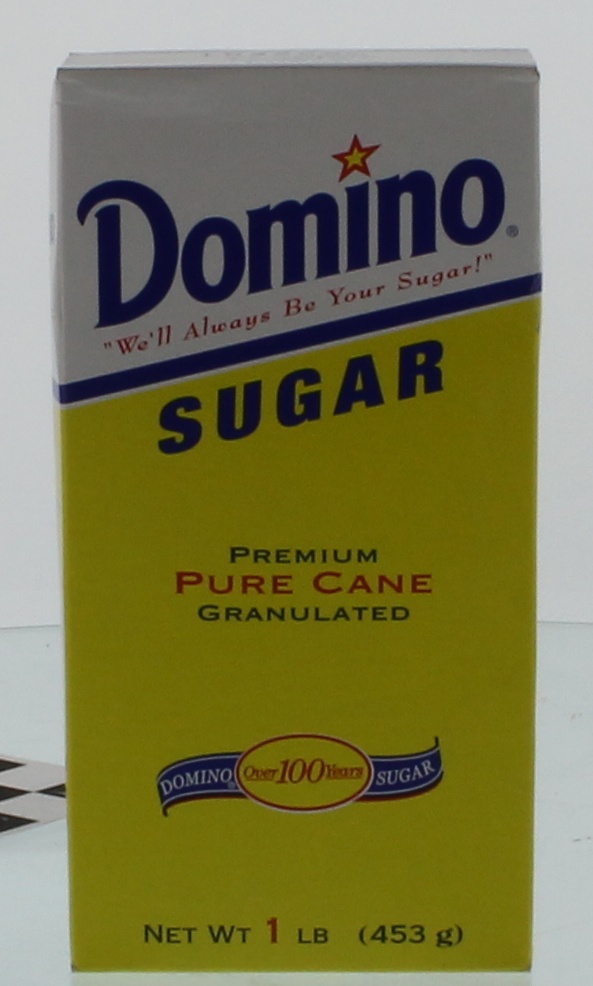 Domino®
"We'll Always Be Your Sugar!"
SUGAR
PREMIUM
PURE CANE
GRANULATED
DOMINO® Over 100 Years SUGAR
NET WT 1 LB (453 g)